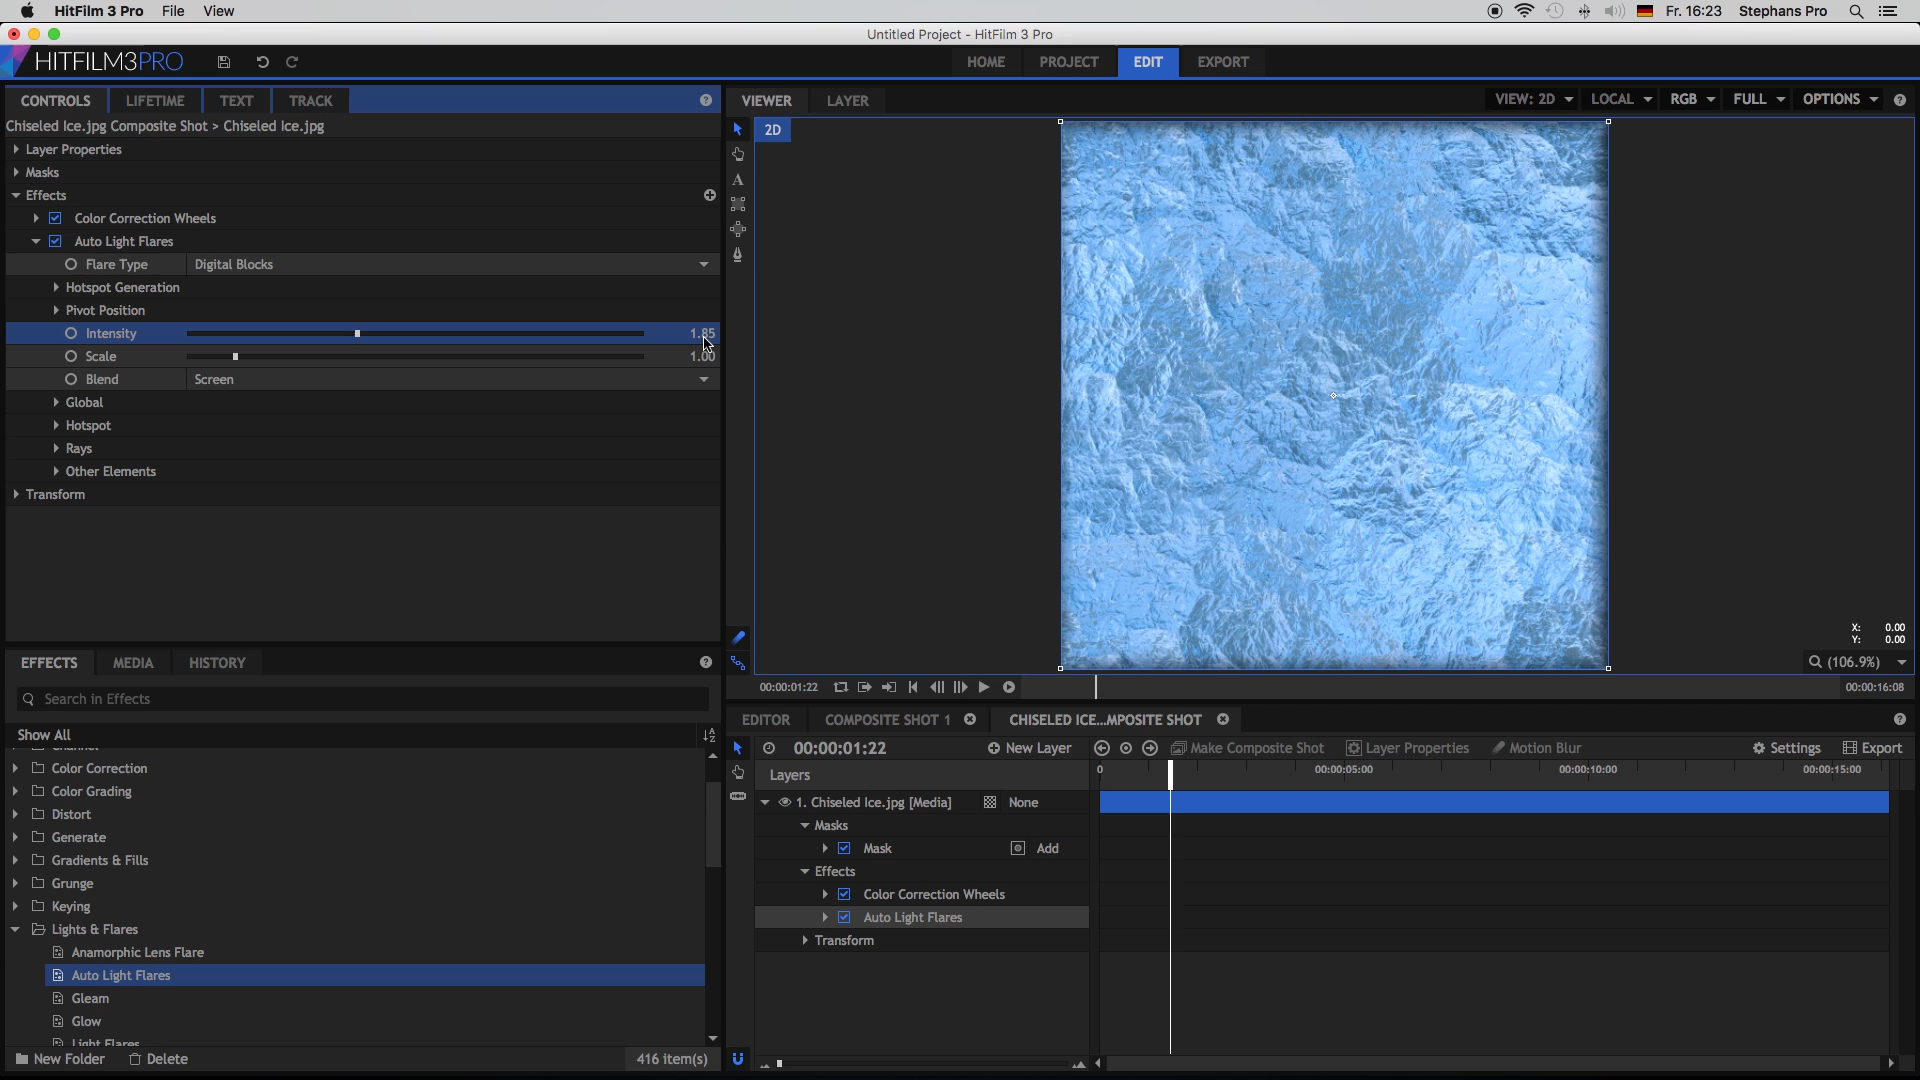 HitFilm 3 Pro File View Fr. 16:23 Stephans Pro
Untitled Project - HitFilm 3 Pro
HITFILM3PRO HOME PROJECT EDIT EXPORT
CONTROLS LIFETIME TEXT TRACK
Chiseled Ice.jpg Composite Shot > Chiseled Ice.jpg
Layer Properties
Masks
Effects
Color Correction Wheels
Auto Light Flares
Flare Type Digital Blocks
Hotspot Generation
Pivot Position
Intensity 1.85
Scale 1.00
Blend Screen
Global
Hotspot
Rays
Other Elements
Transform
VIEWER LAYER VIEW: 2D LOCAL RGB FULL OPTIONS
2D
X: 0.00
Y: 0.00
(106.9%)
00:00:01:22 00:00:16:08
EFFECTS MEDIA HISTORY
Search in Effects
Show All
Channel
Color Correction
Color Grading
Distort
Generate
Gradients & Fills
Grunge
Keying
Lights & Flares
Anamorphic Lens Flare
Auto Light Flares
Gleam
Glow
Light Flares
New Folder Delete 416 item(s)
EDITOR COMPOSITE SHOT 1 CHISELED ICE...MPOSITE SHOT
00:00:01:22 New Layer Make Composite Shot Layer Properties Motion Blur Settings Export
Layers 0 00:00:05:00 00:00:10:00 00:00:15:00
1. Chiseled Ice.jpg [Media] None
Masks
Mask Add
Effects
Color Correction Wheels
Auto Light Flares
Transform